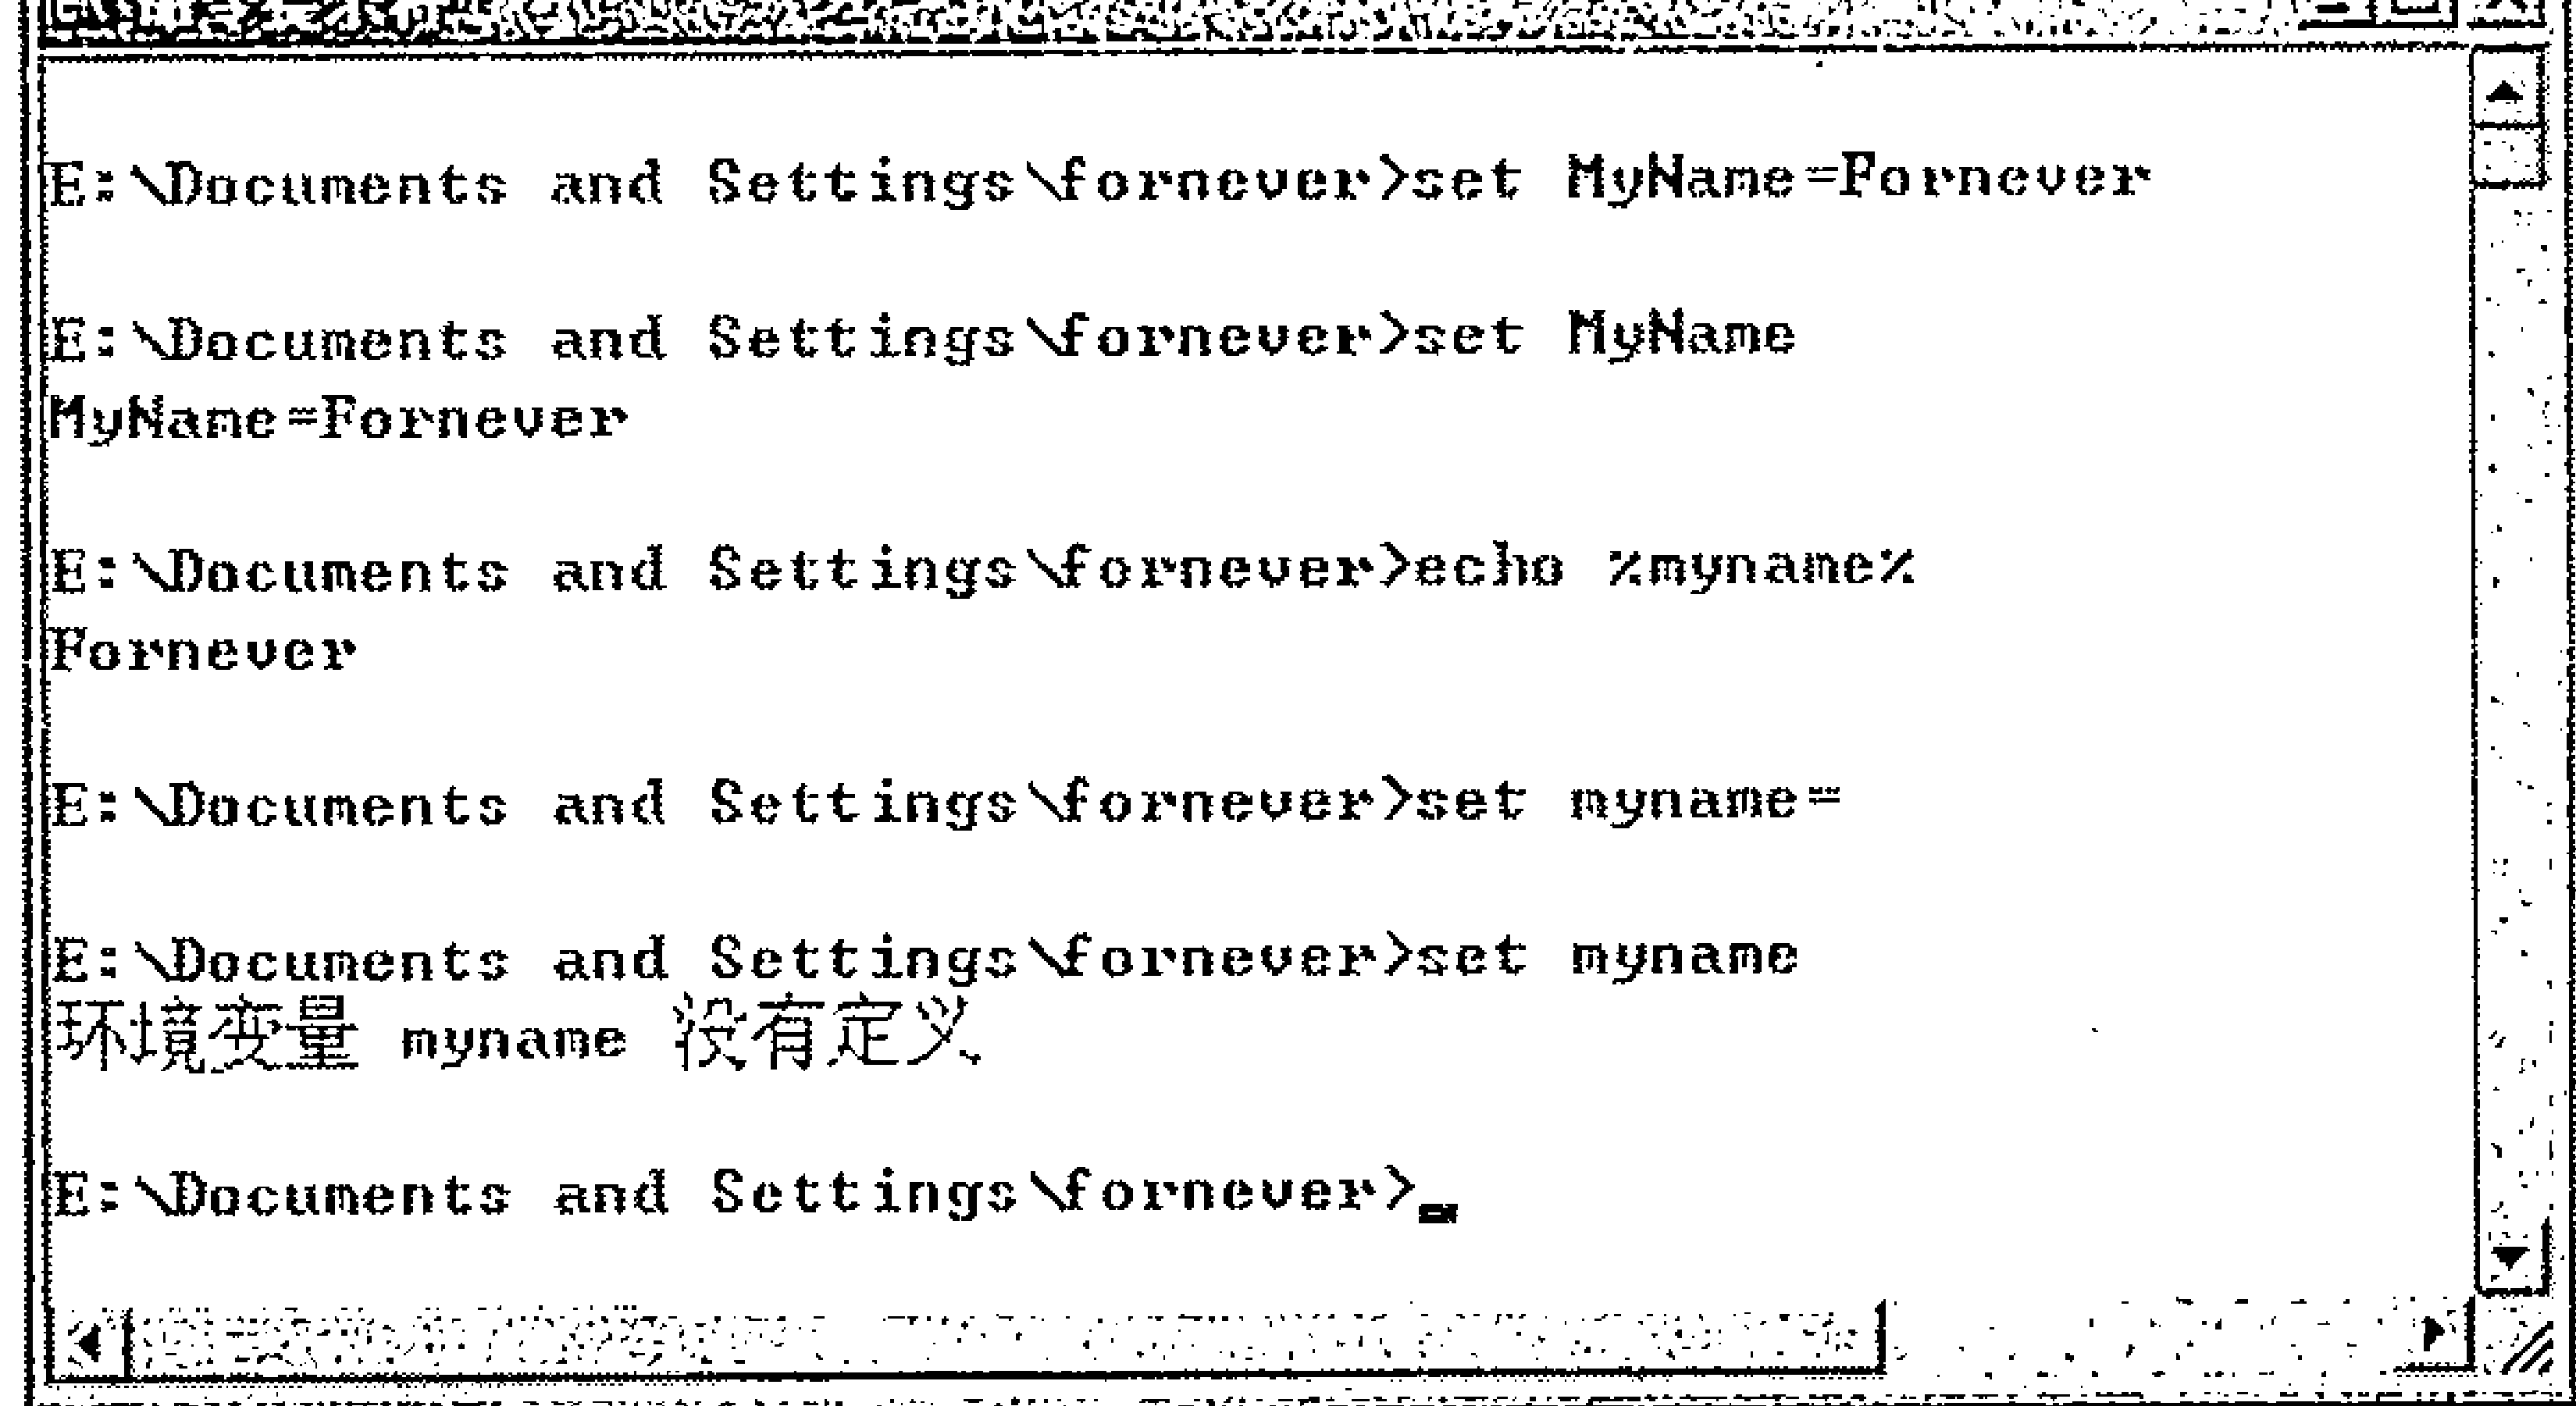 E:\Documents and Settings\fornever>set MyName=Fornever
E:\Documents and Settings\fornever>set MyName
MyName=Fornever
E:\Documents and Settings\fornever>echo %myname%
Fornever
E:\Documents and Settings\fornever>set myname=
E:\Documents and Settings\fornever>set myname
环境变量 myname 没有定义
E:\Documents and Settings\fornever>_